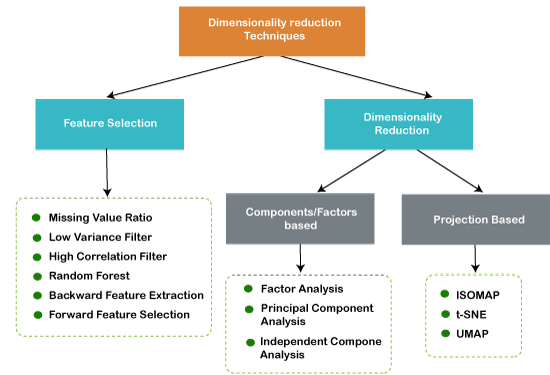 Dimensionality reduction
Techniques
Feature Selection
Dimensionality
Reduction
Missing Value Ratio
Low Variance Filter
High Correlation Filter
Random Forest
Backward Feature Extraction
Forward Feature Selection
Components/Factors
based
Projection Based
Factor Analysis
Principal Component
Analysis
Independent Compone
Analysis
ISOMAP
t-SNE
UMAP